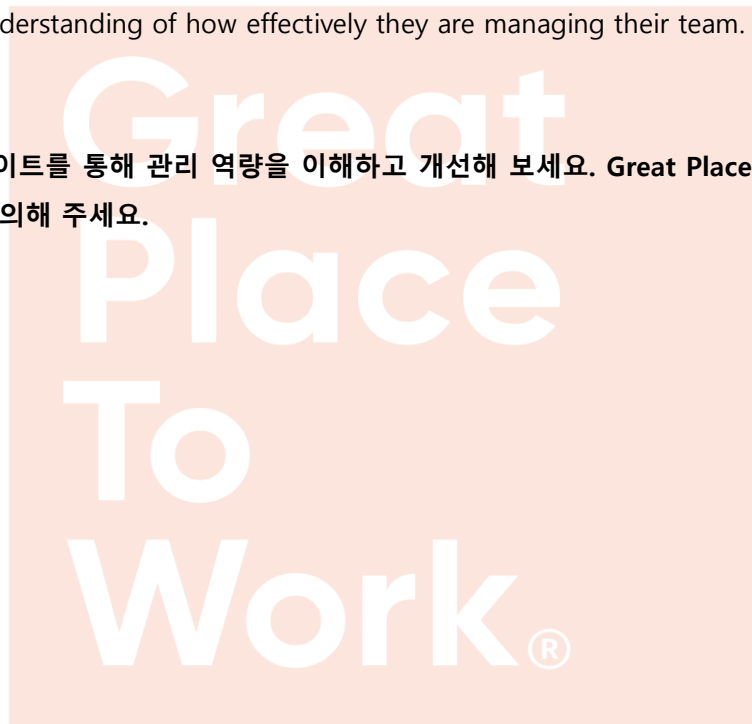 derstanding of how effectively they are managing their team.
이트를 통해 관리 역량을 이해하고 개선해 보세요. Great Place
의해 주세요.
Great
Place
To
Work®